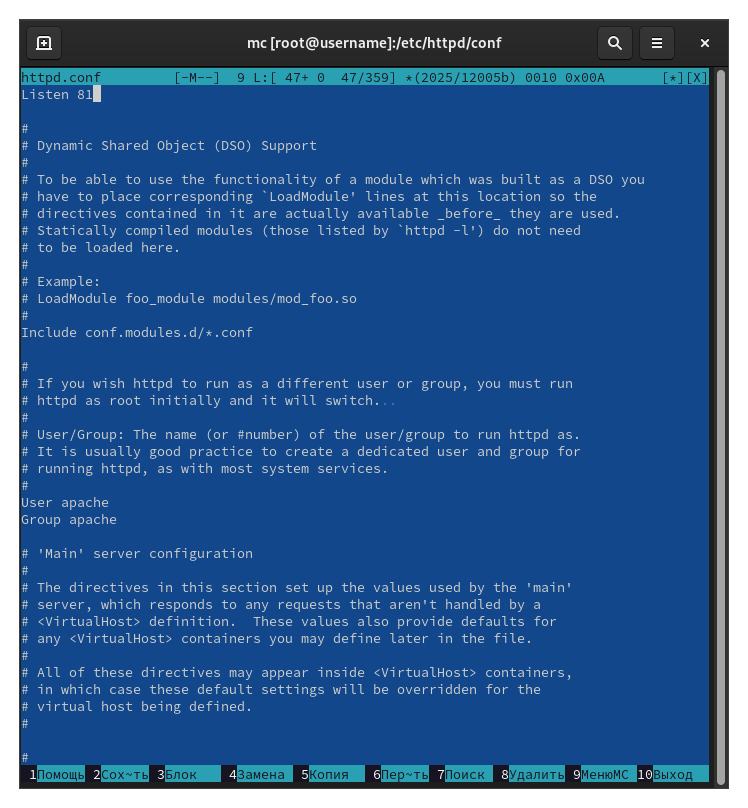 mc [root@username]:/etc/httpd/conf
httpd.conf [-M--] 9 L:[ 47+ 0 47/359] *(2025/12005b) 0010 0x00A [*][X]
Listen 81

#
# Dynamic Shared Object (DSO) Support
#
# To be able to use the functionality of a module which was built as a DSO you
# have to place corresponding `LoadModule' lines at this location so the
# directives contained in it are actually available _before_ they are used.
# Statically compiled modules (those listed by `httpd -l') do not need
# to be loaded here.
#
# Example:
# LoadModule foo_module modules/mod_foo.so
#
Include conf.modules.d/*.conf

#
# If you wish httpd to run as a different user or group, you must run
# httpd as root initially and it will switch...
#
# User/Group: The name (or #number) of the user/group to run httpd as.
# It is usually good practice to create a dedicated user and group for
# running httpd, as with most system services.
#
User apache
Group apache

# 'Main' server configuration
#
# The directives in this section set up the values used by the 'main'
# server, which responds to any requests that aren't handled by a
# <VirtualHost> definition.  These values also provide defaults for
# any <VirtualHost> containers you may define later in the file.
#
# All of these directives may appear inside <VirtualHost> containers,
# in which case these default settings will be overridden for the
# virtual host being defined.
#

#
1Помощь 2Сох~ть 3Блок 4Замена 5Копия 6Пер~ть 7Поиск 8Удалить 9МенюMC 10Выход